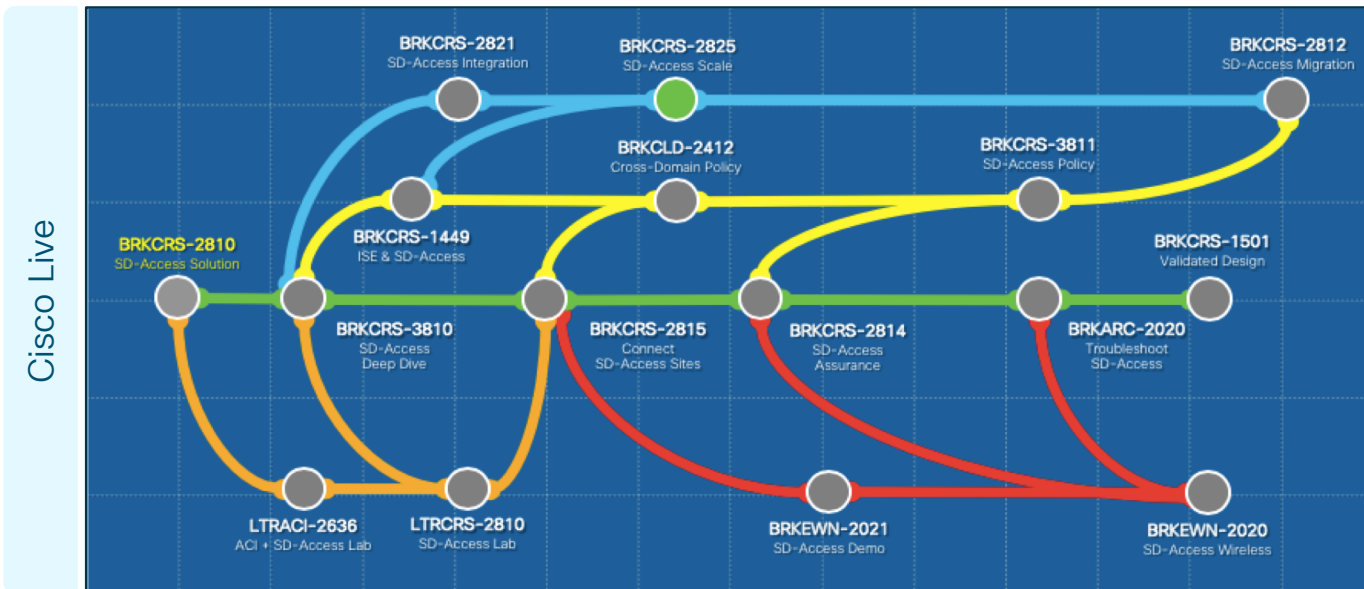 Cisco Live
BRKCRS-2821
SD-Access Integration
BRKCRS-2825
SD-Access Scale
BRKCRS-2812
SD-Access Migration
BRKCLD-2412
Cross-Domain Policy
BRKCRS-3811
SD-Access Policy
BRKCRS-1449
ISE & SD-Access
BRKCRS-2810
SD-Access Solution
BRKCRS-1501
Validated Design
BRKCRS-3810
SD-Access
Deep Dive
BRKCRS-2815
Connect
SD-Access Sites
BRKCRS-2814
SD-Access
Assurance
BRKARC-2020
Troubleshoot
SD-Access
LTRACI-2636
ACI + SD-Access Lab
LTRCRS-2810
SD-Access Lab
BRKEWN-2021
SD-Access Demo
BRKEWN-2020
SD-Access Wireless